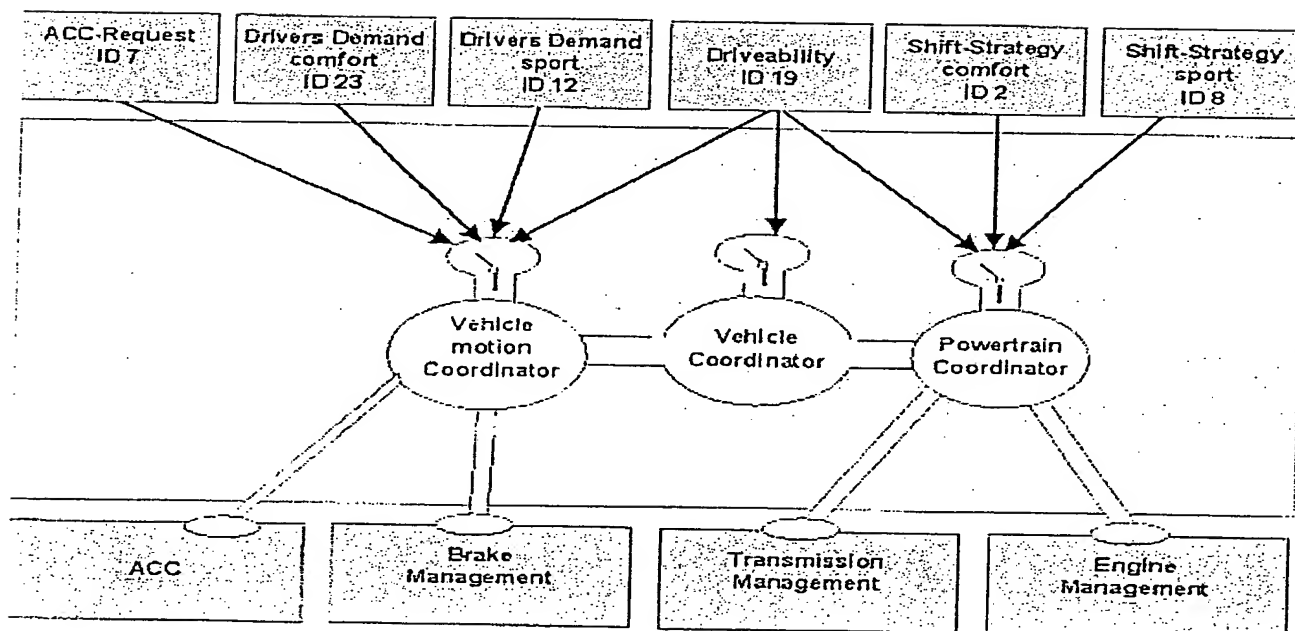 ACC-Request
ID 7
Drivers Demand
comfort
ID 23
Drivers Demand
sport
ID 12
Driveability
ID 19
Shift-Strategy
comfort
ID 2
Shift-Strategy
sport
ID 8
Vehicle
motion
Coordinator
Vehicle
Coordinator
Powertrain
Coordinator
ACC
Brake
Management
Transmission
Management
Engine
Management